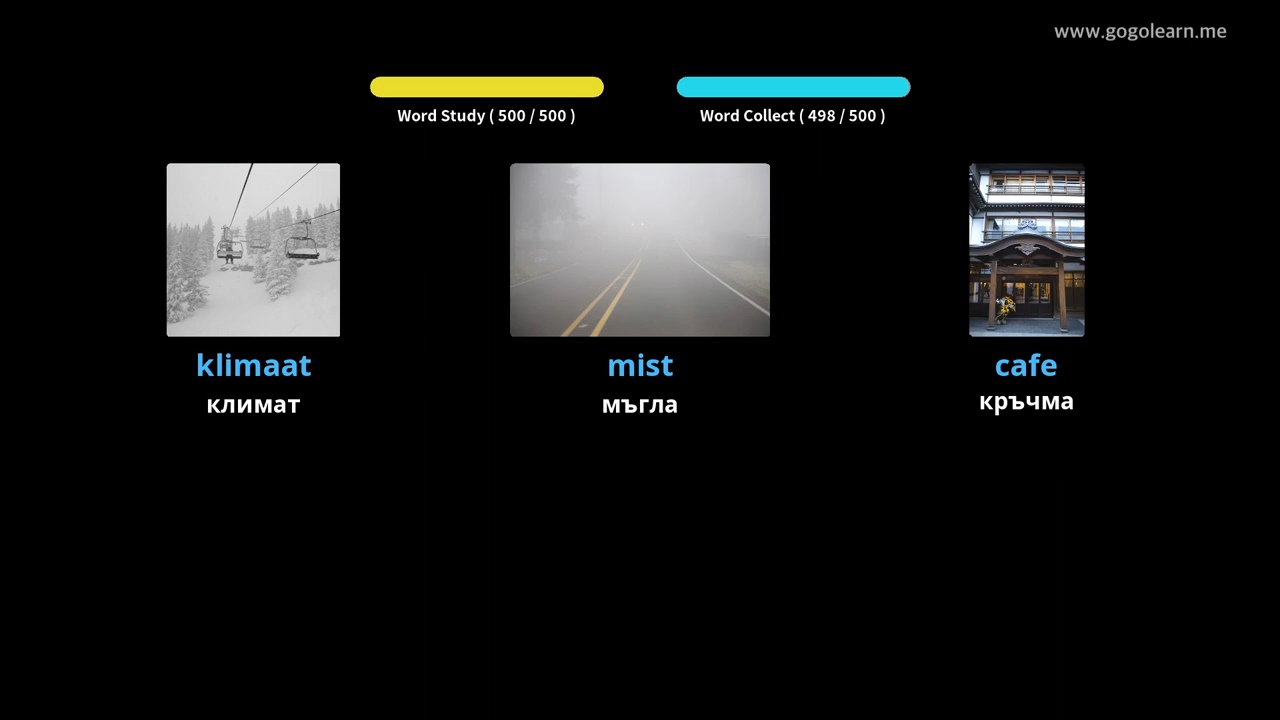 www.gogolearn.me
Word Study ( 500 / 500 )
Word Collect ( 498 / 500 )
klimaat
mist
cafe
климат
мъгла
кръчма